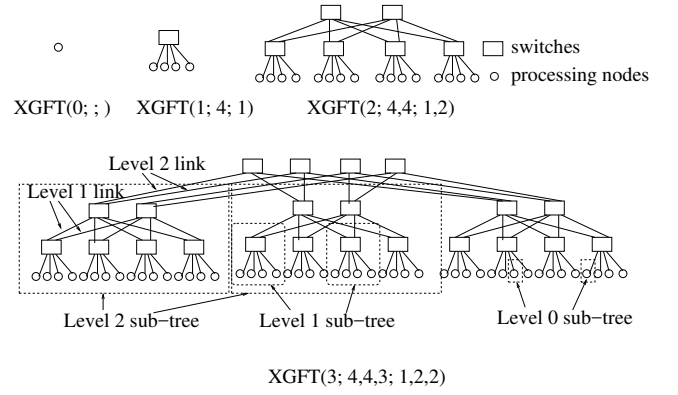 switches
processing nodes
XGFT(0; ; )
XGFT(1; 4; 1)
XGFT(2; 4,4; 1,2)
Level 2 link
Level 1 link
Level 2 sub−tree
Level 1 sub−tree
Level 0 sub−tree
XGFT(3; 4,4,3; 1,2,2)